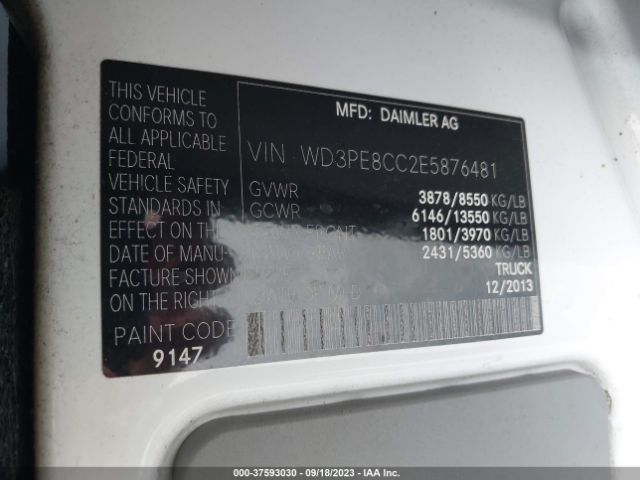 THIS VEHICLE
CONFORMS TO
ALL APPLICABLE
FEDERAL
VEHICLE SAFETY
STANDARDS IN
EFFECT ON THE
DATE OF MANU-
FACTURE SHOWN
ON THE RIGHT
PAINT CODE
9147
MFD: DAIMLER AG
VIN - WD3PE8CC2E5876481
GVWR 3878/8550 KG/LB
GCWR 6146/13550 KG/LB
FRONT 1801/3970 KG/LB
2431/5360 KG/LB
TRUCK
12/2013
000-37593030 - 09/18/2023 - IAA Inc.